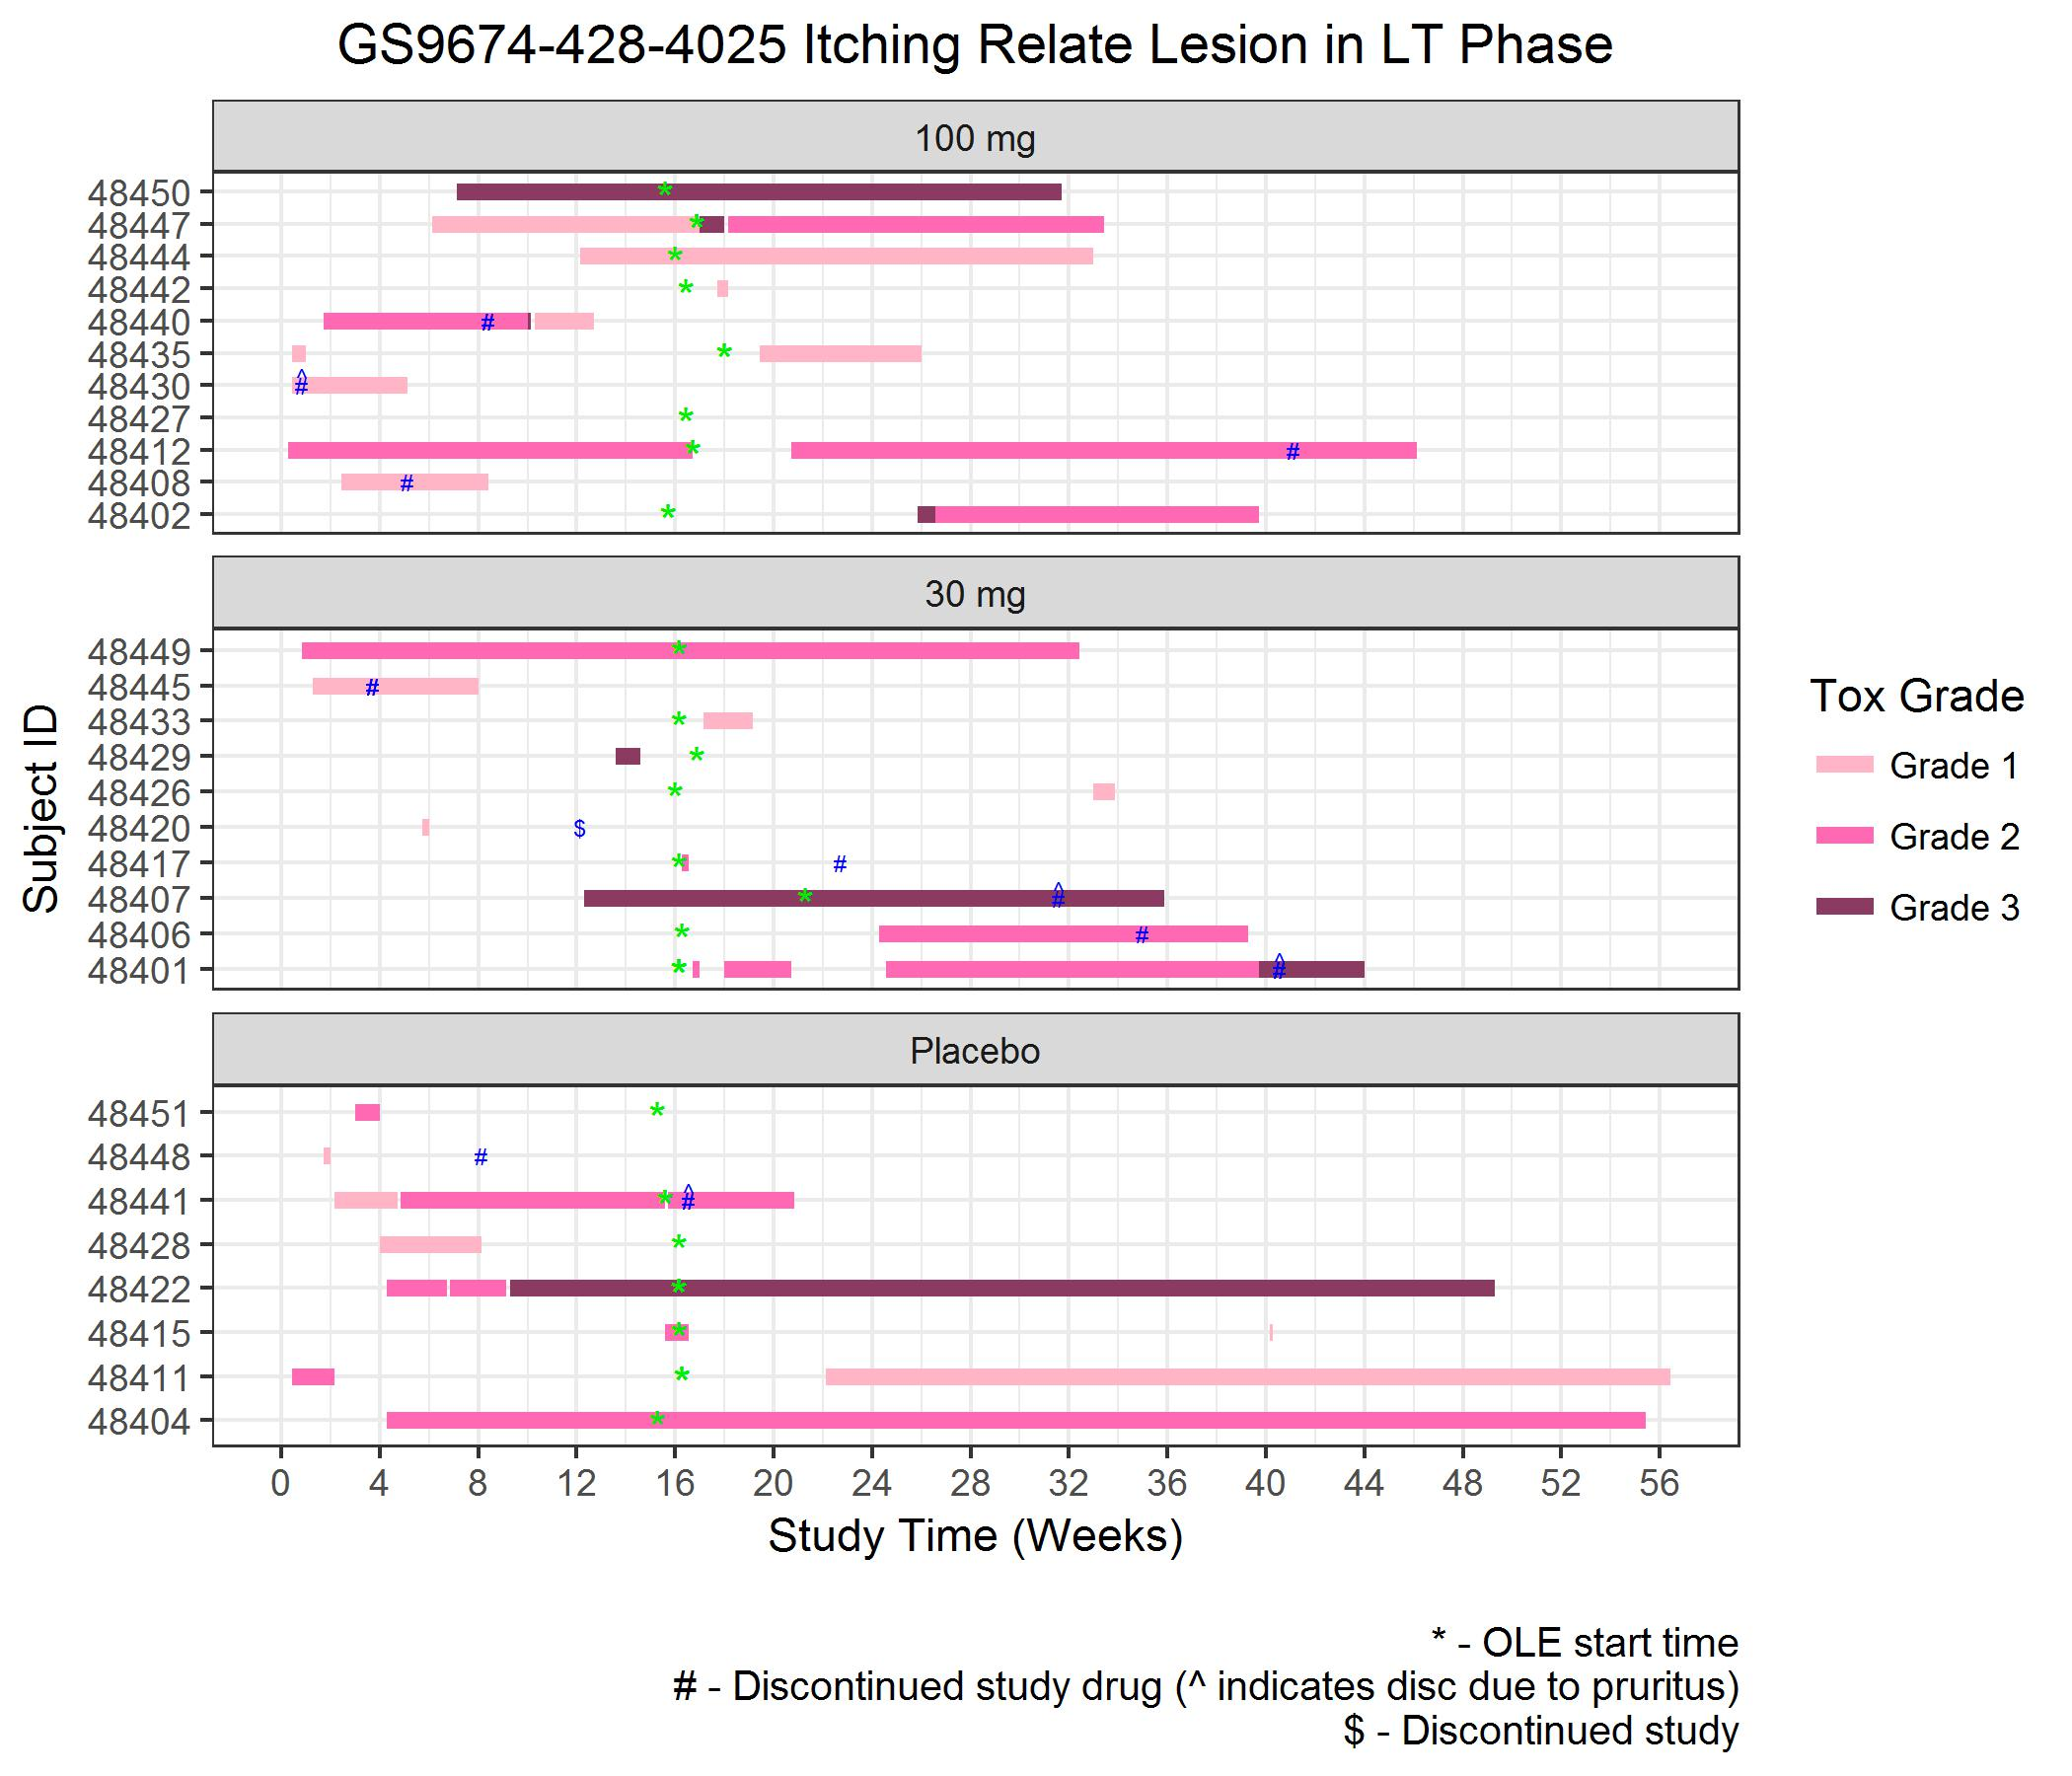 GS9674-428-4025 Itching Relate Lesion in LT Phase
100 mg
48450
48447
48444
48442
48440
48435
48430
48427
48412
48408
48402
30 mg
48449
48445
48433
48429
48426
48420
48417
48407
48406
48401
Placebo
48451
48448
48441
48428
48422
48415
48411
48404
0 4 8 12 16 20 24 28 32 36 40 44 48 52 56
Study Time (Weeks)
Subject ID
Tox Grade
Grade 1
Grade 2
Grade 3
* - OLE start time
# - Discontinued study drug (^ indicates disc due to pruritus)
$ - Discontinued study